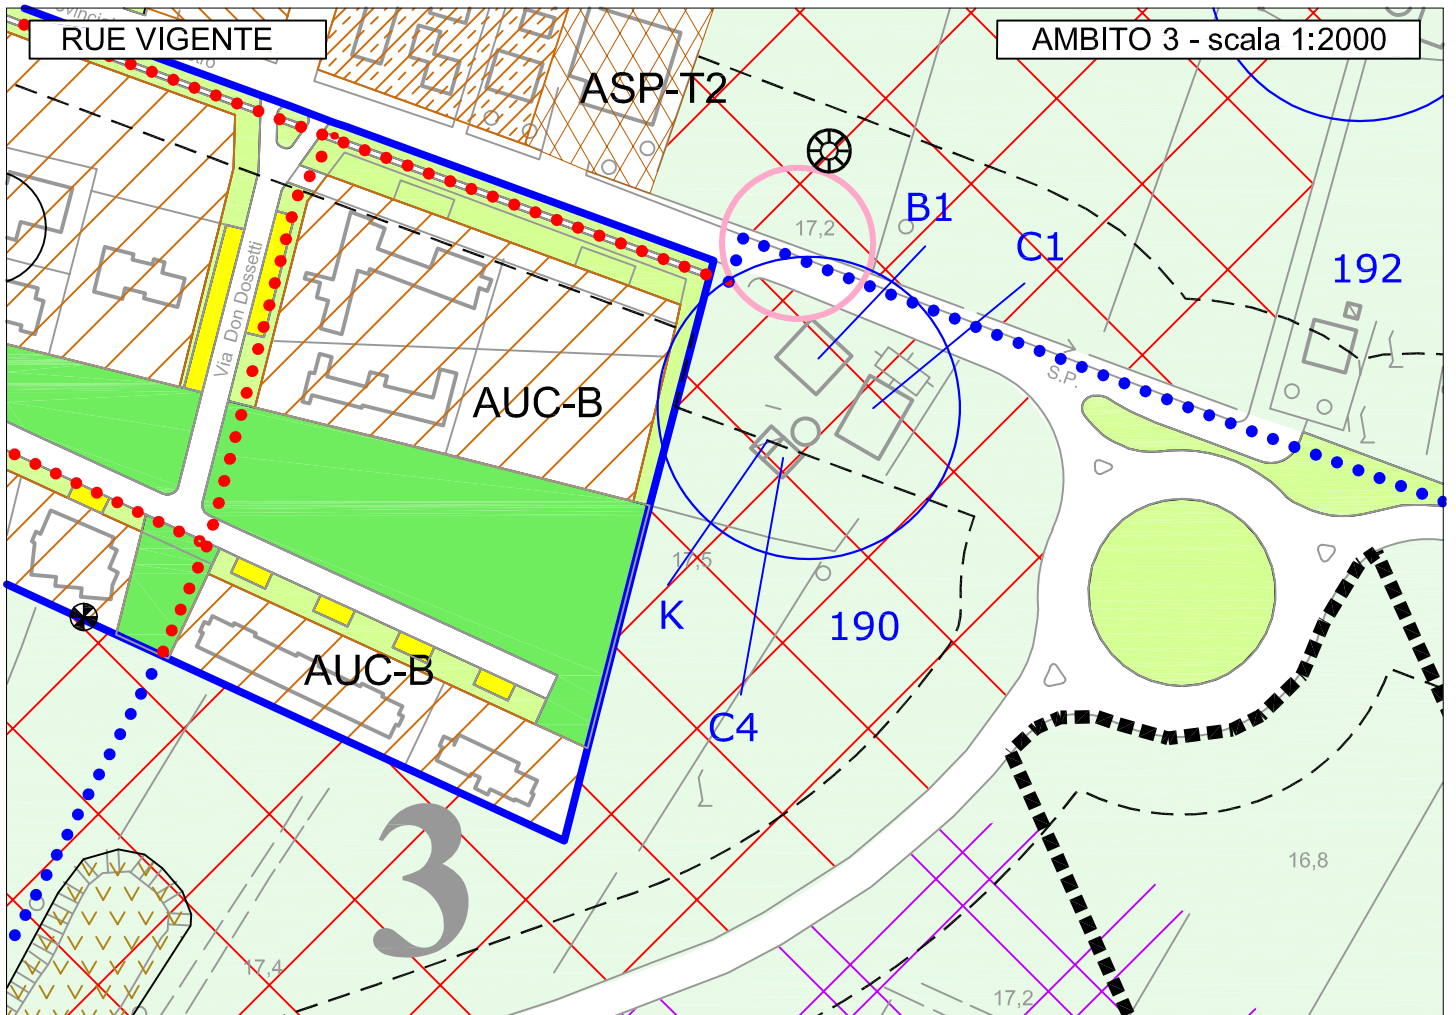 RUE VIGENTE
AMBITO 3 - scala 1:2000
ASP-T2
17,2
B1
C1
192
Via Don Dossetti
S.P.
AUC-B
17,5
K
190
AUC-B
C4
3
16,8
17,4
17,2